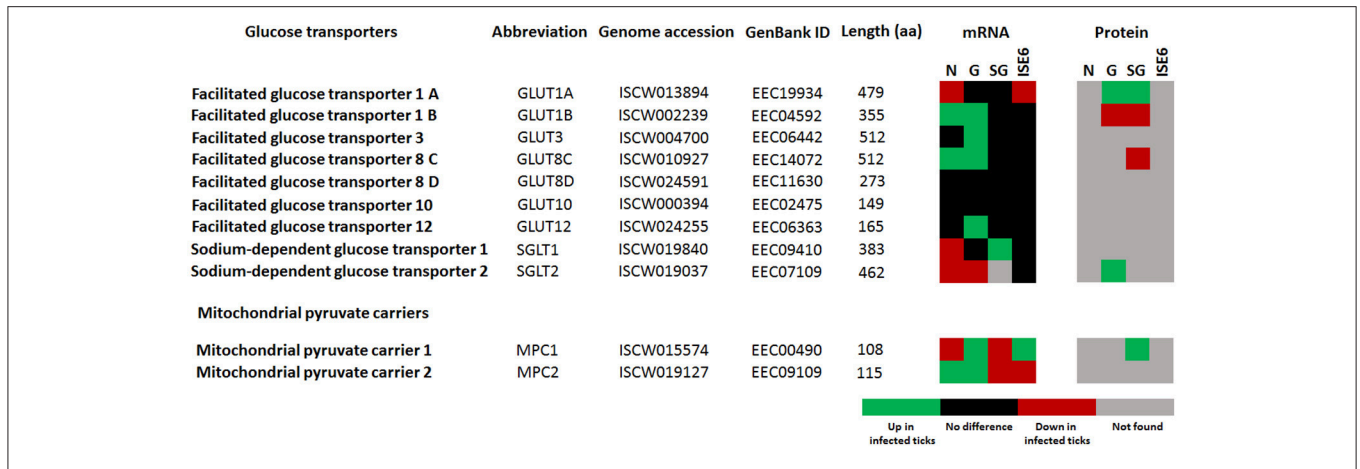 Glucose transporters Abbreviation Genome accession GenBank ID Length (aa) mRNA Protein
N G SG ISE6 N G SG ISE6
Facilitated glucose transporter 1 A GLUT1A ISCW013894 EEC19934 479
Facilitated glucose transporter 1 B GLUT1B ISCW002239 EEC04592 355
Facilitated glucose transporter 3 GLUT3 ISCW004700 EEC06442 512
Facilitated glucose transporter 8 C GLUT8C ISCW010927 EEC14072 512
Facilitated glucose transporter 8 D GLUT8D ISCW024591 EEC11630 273
Facilitated glucose transporter 10 GLUT10 ISCW000394 EEC02475 149
Facilitated glucose transporter 12 GLUT12 ISCW024255 EEC06363 165
Sodium-dependent glucose transporter 1 SGLT1 ISCW019840 EEC09410 383
Sodium-dependent glucose transporter 2 SGLT2 ISCW019037 EEC07109 462
Mitochondrial pyruvate carriers
Mitochondrial pyruvate carrier 1 MPC1 ISCW015574 EEC00490 108
Mitochondrial pyruvate carrier 2 MPC2 ISCW019127 EEC09109 115
Up in No difference Down in Not found
infected ticks infected ticks